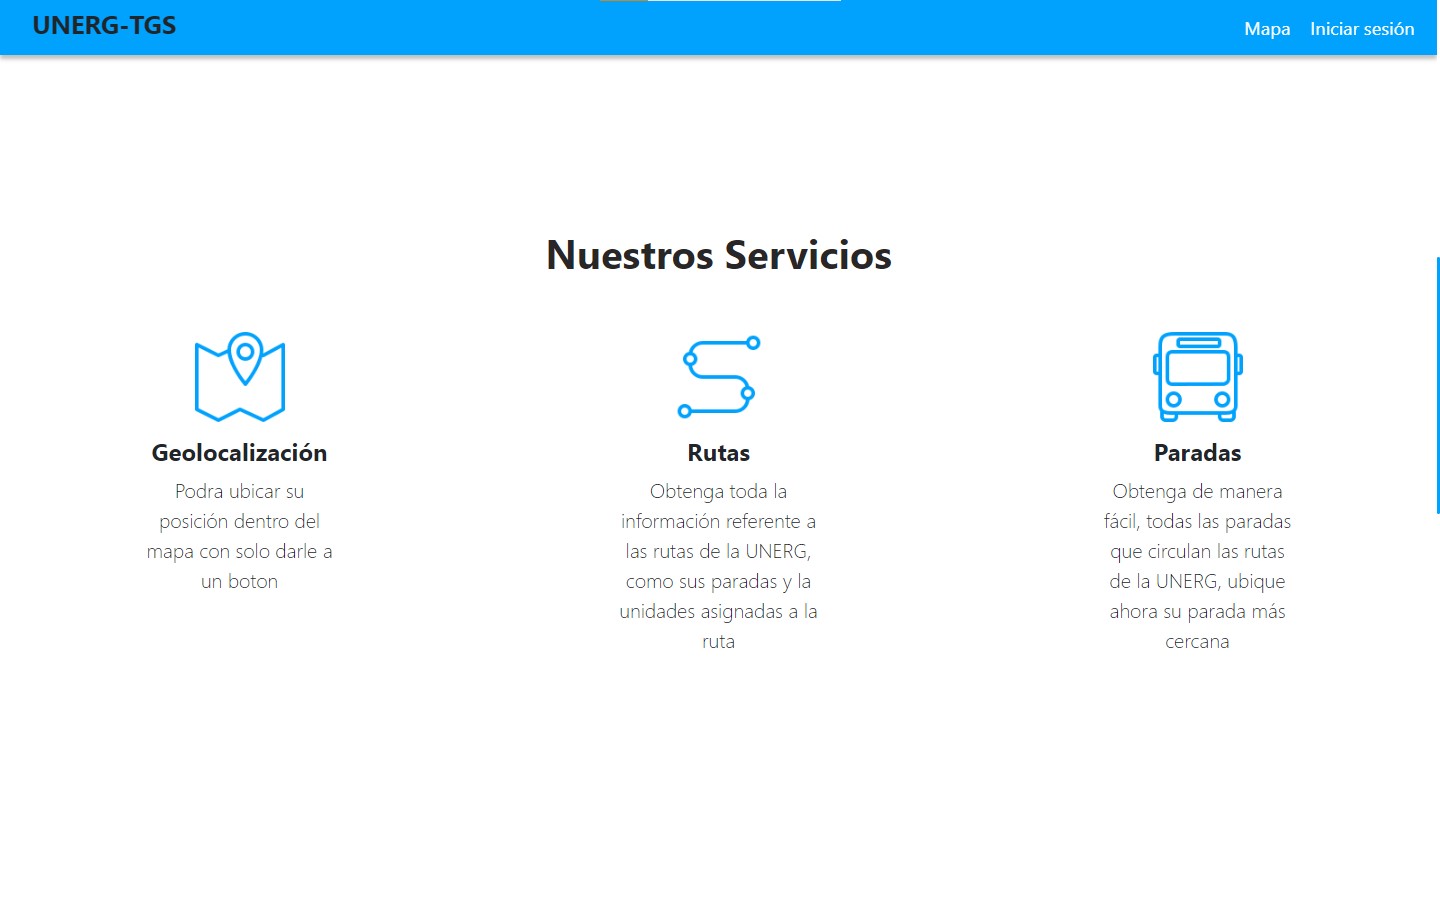 UNERG-TGS
Mapa
Iniciar sesión
Nuestros Servicios
Geolocalización
Podra ubicar su
posición dentro del
mapa con solo darle a
un boton
Rutas
Obtenga toda la
información referente a
las rutas de la UNERG,
como sus paradas y la
unidades asignadas a la
ruta
Paradas
Obtenga de manera
fácil, todas las paradas
que circulan las rutas
de la UNERG, ubique
ahora su parada más
cercana